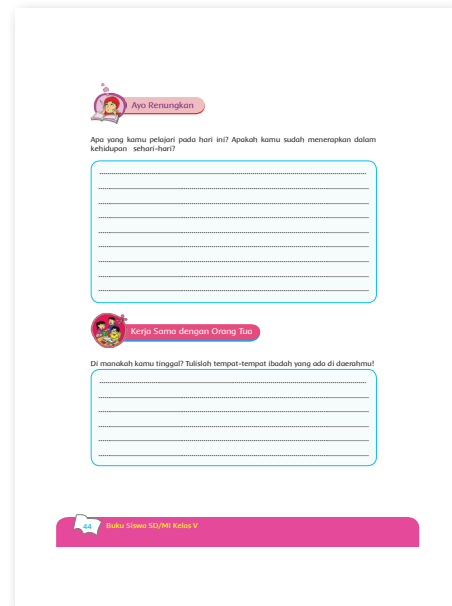 Ayo Renungkan
Apa yang kamu pelajari pada hari ini? Apakah kamu sudah menerapkan dalam
kehidupan sehari-hari?
Kerja Sama dengan Orang Tua
Di manakah kamu tinggal? Tulislah tempat-tempat ibadah yang ada di daerahmu!
44 Buku Siswa SD/MI Kelas V